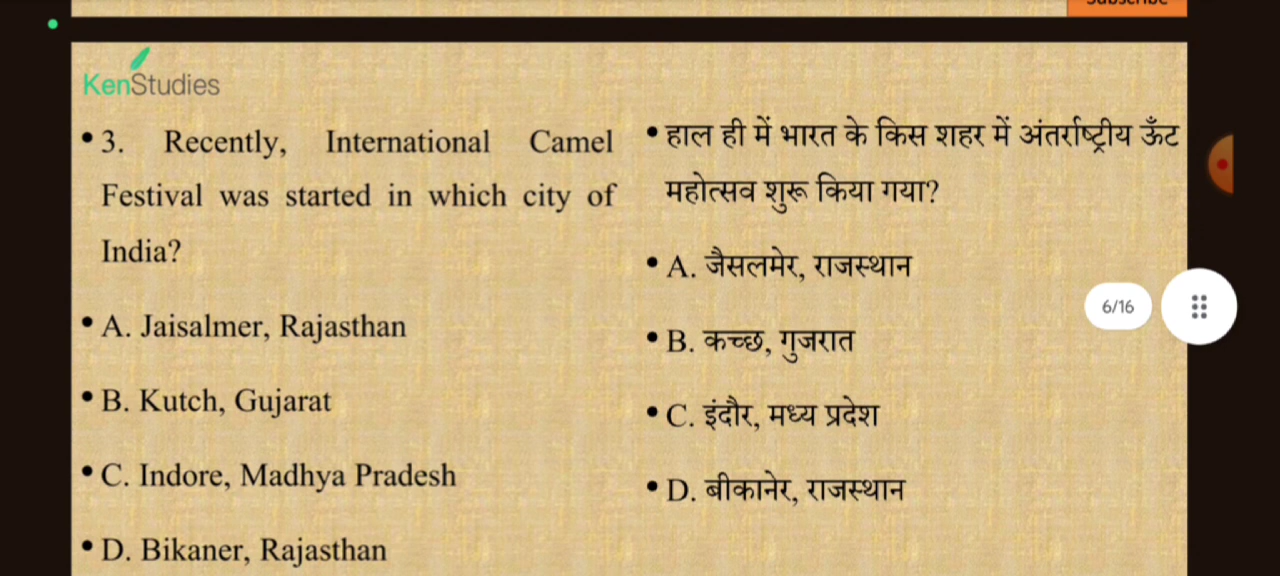 Subscribe
KenStudies
• 3. Recently, International Camel
Festival was started in which city of
India?
• A. Jaisalmer, Rajasthan
• B. Kutch, Gujarat
• C. Indore, Madhya Pradesh
• D. Bikaner, Rajasthan
• हाल ही में भारत के किस शहर में अंतर्राष्ट्रीय ऊँट
महोत्सव शुरू किया गया?
• A. जैसलमेर, राजस्थान
• B. कच्छ, गुजरात
• C. इंदौर, मध्य प्रदेश
• D. बीकानेर, राजस्थान
6/16